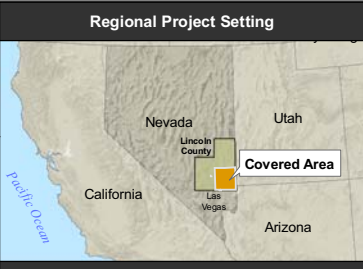 Regional Project Setting
Nevada
Utah
Lincoln
County
Covered Area
Las
Vegas
California
Arizona
Pacific Ocean